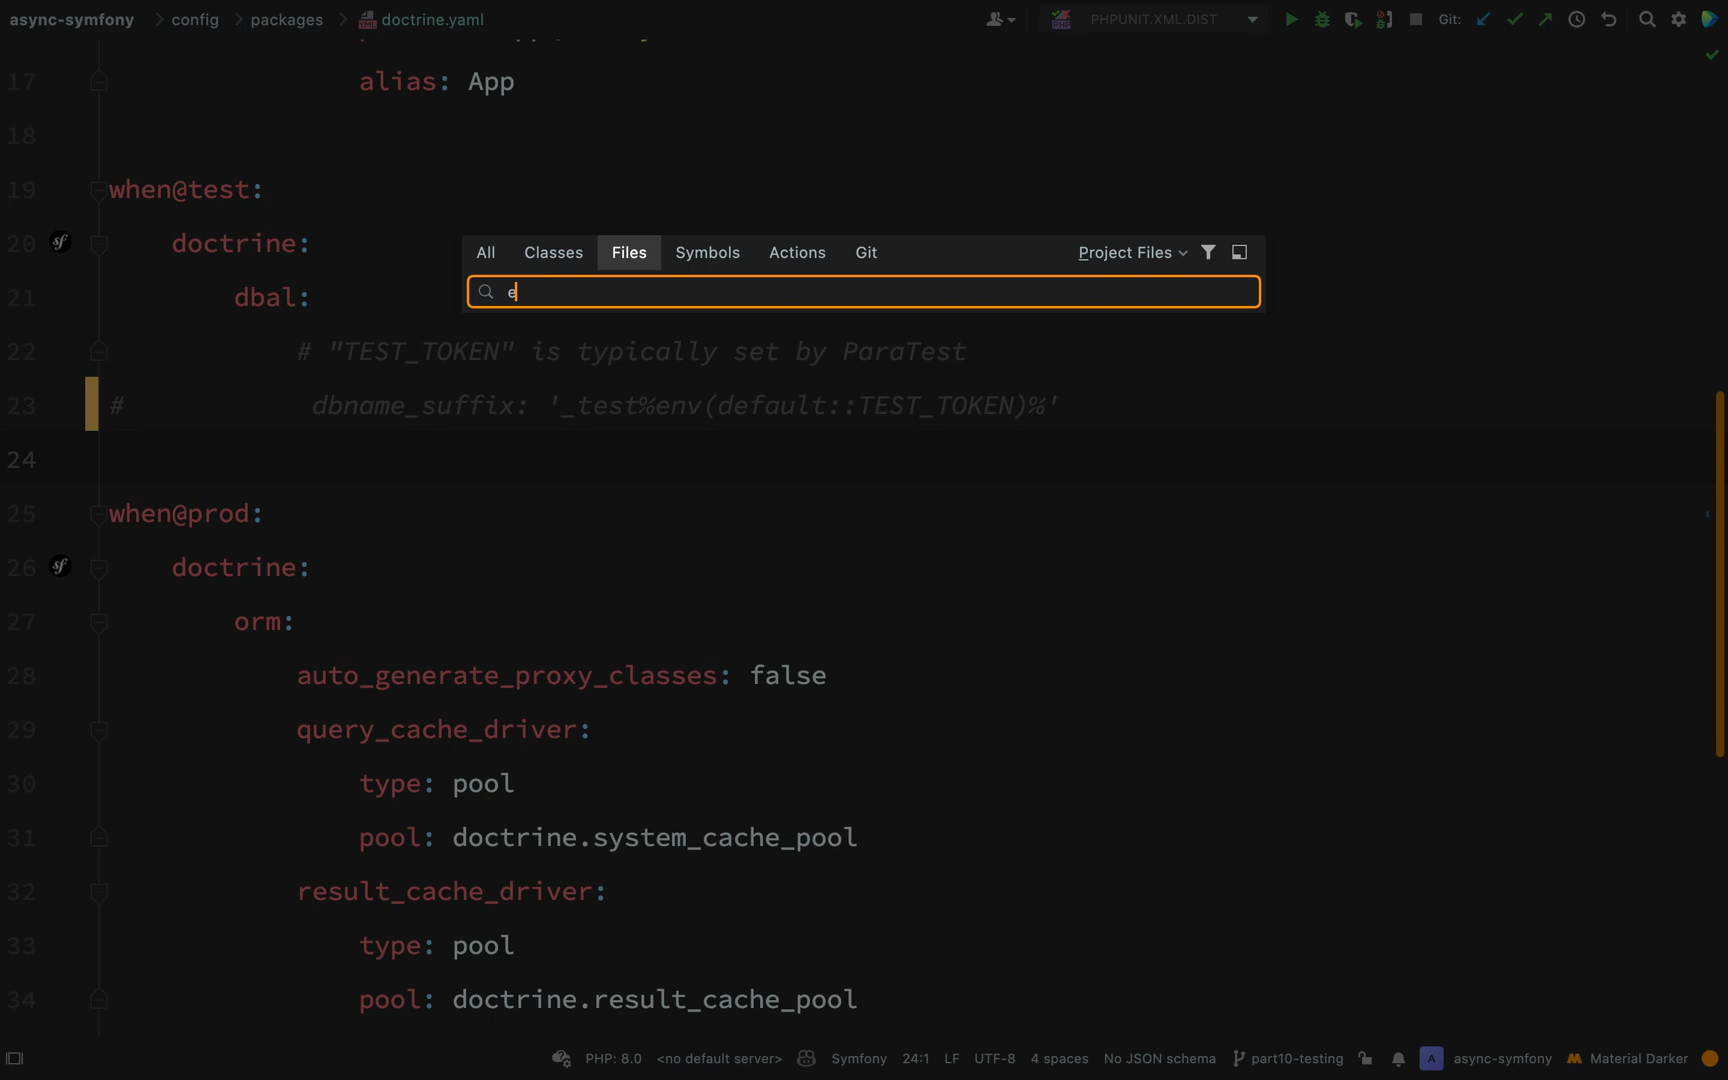 async-symfony config packages doctrine.yaml PHPUNIT.XML.DIST Git:
17 alias: App
18
19 when@test:
20 doctrine:
All Classes Files Symbols Actions Git Project Files
e
21 dbal:
22 # "TEST_TOKEN" is typically set by ParaTest
23 # dbname_suffix: '_test%env(default::TEST_TOKEN)%'
24
25 when@prod:
26 doctrine:
27 orm:
28 auto_generate_proxy_classes: false
29 query_cache_driver:
30 type: pool
31 pool: doctrine.system_cache_pool
32 result_cache_driver:
33 type: pool
34 pool: doctrine.result_cache_pool
PHP: 8.0 <no default server> Symfony 24:1 LF UTF-8 4 spaces No JSON schema part10-testing A async-symfony Material Darker